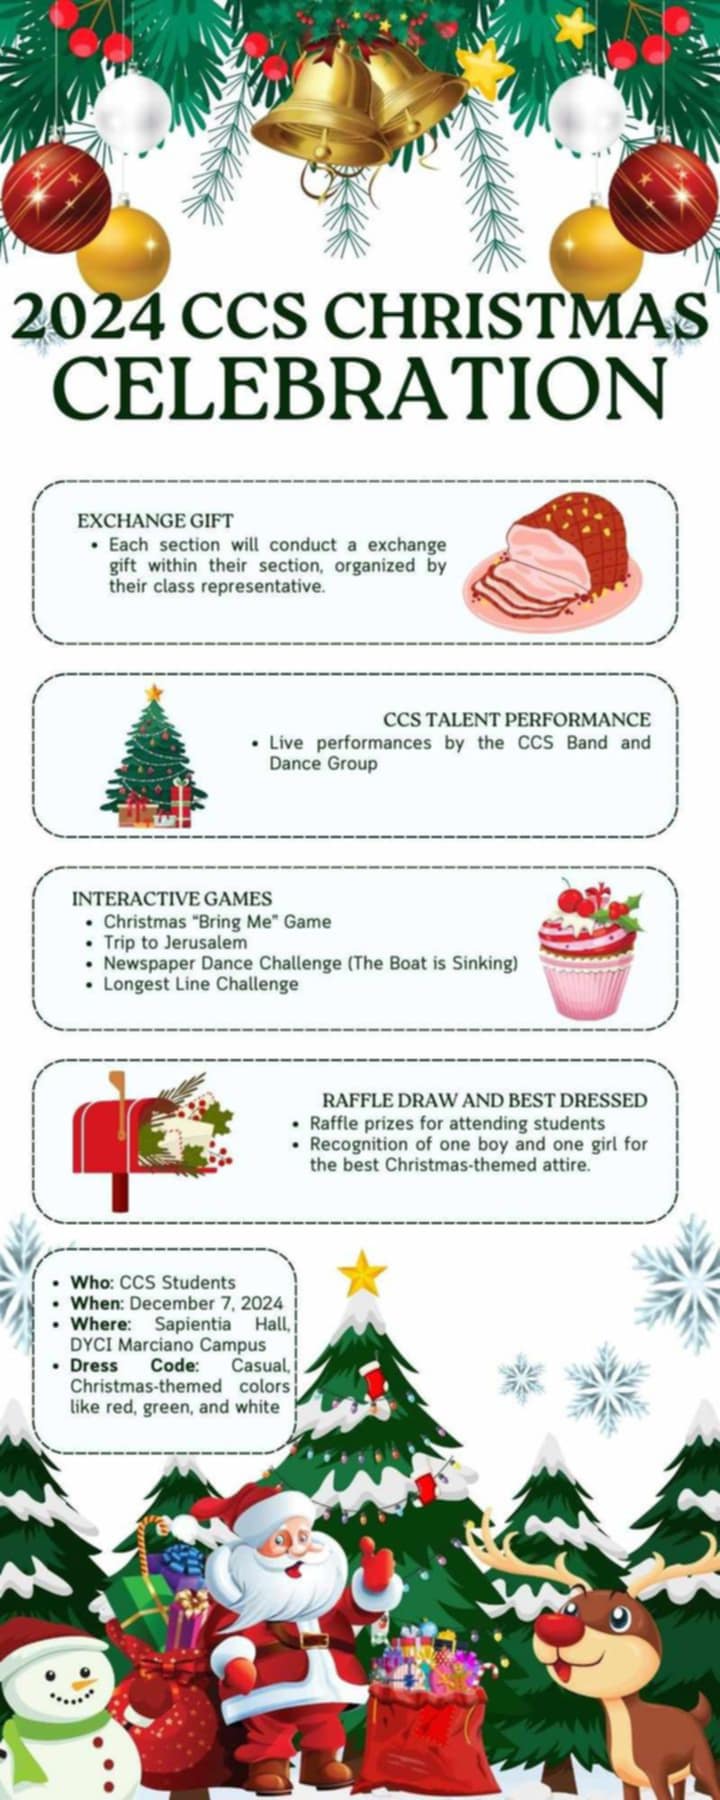 2024 CCS CHRISTMAS
CELEBRATION
EXCHANGE GIFT
• Each section will conduct a exchange
gift within their section, organized by
their class representative.
CCS TALENT PERFORMANCE
• Live performances by the CCS Band and
Dance Group
INTERACTIVE GAMES
• Christmas “Bring Me” Game
• Trip to Jerusalem
• Newspaper Dance Challenge (The Boat is Sinking)
• Longest Line Challenge
RAFFLE DRAW AND BEST DRESSED
• Raffle prizes for attending students
• Recognition of one boy and one girl for
the best Christmas-themed attire.
• Who: CCS Students
• When: December 7, 2024
• Where: Sapientia Hall,
DYCI Marciano Campus
• Dress Code: Casual,
Christmas-themed colors
like red, green, and white